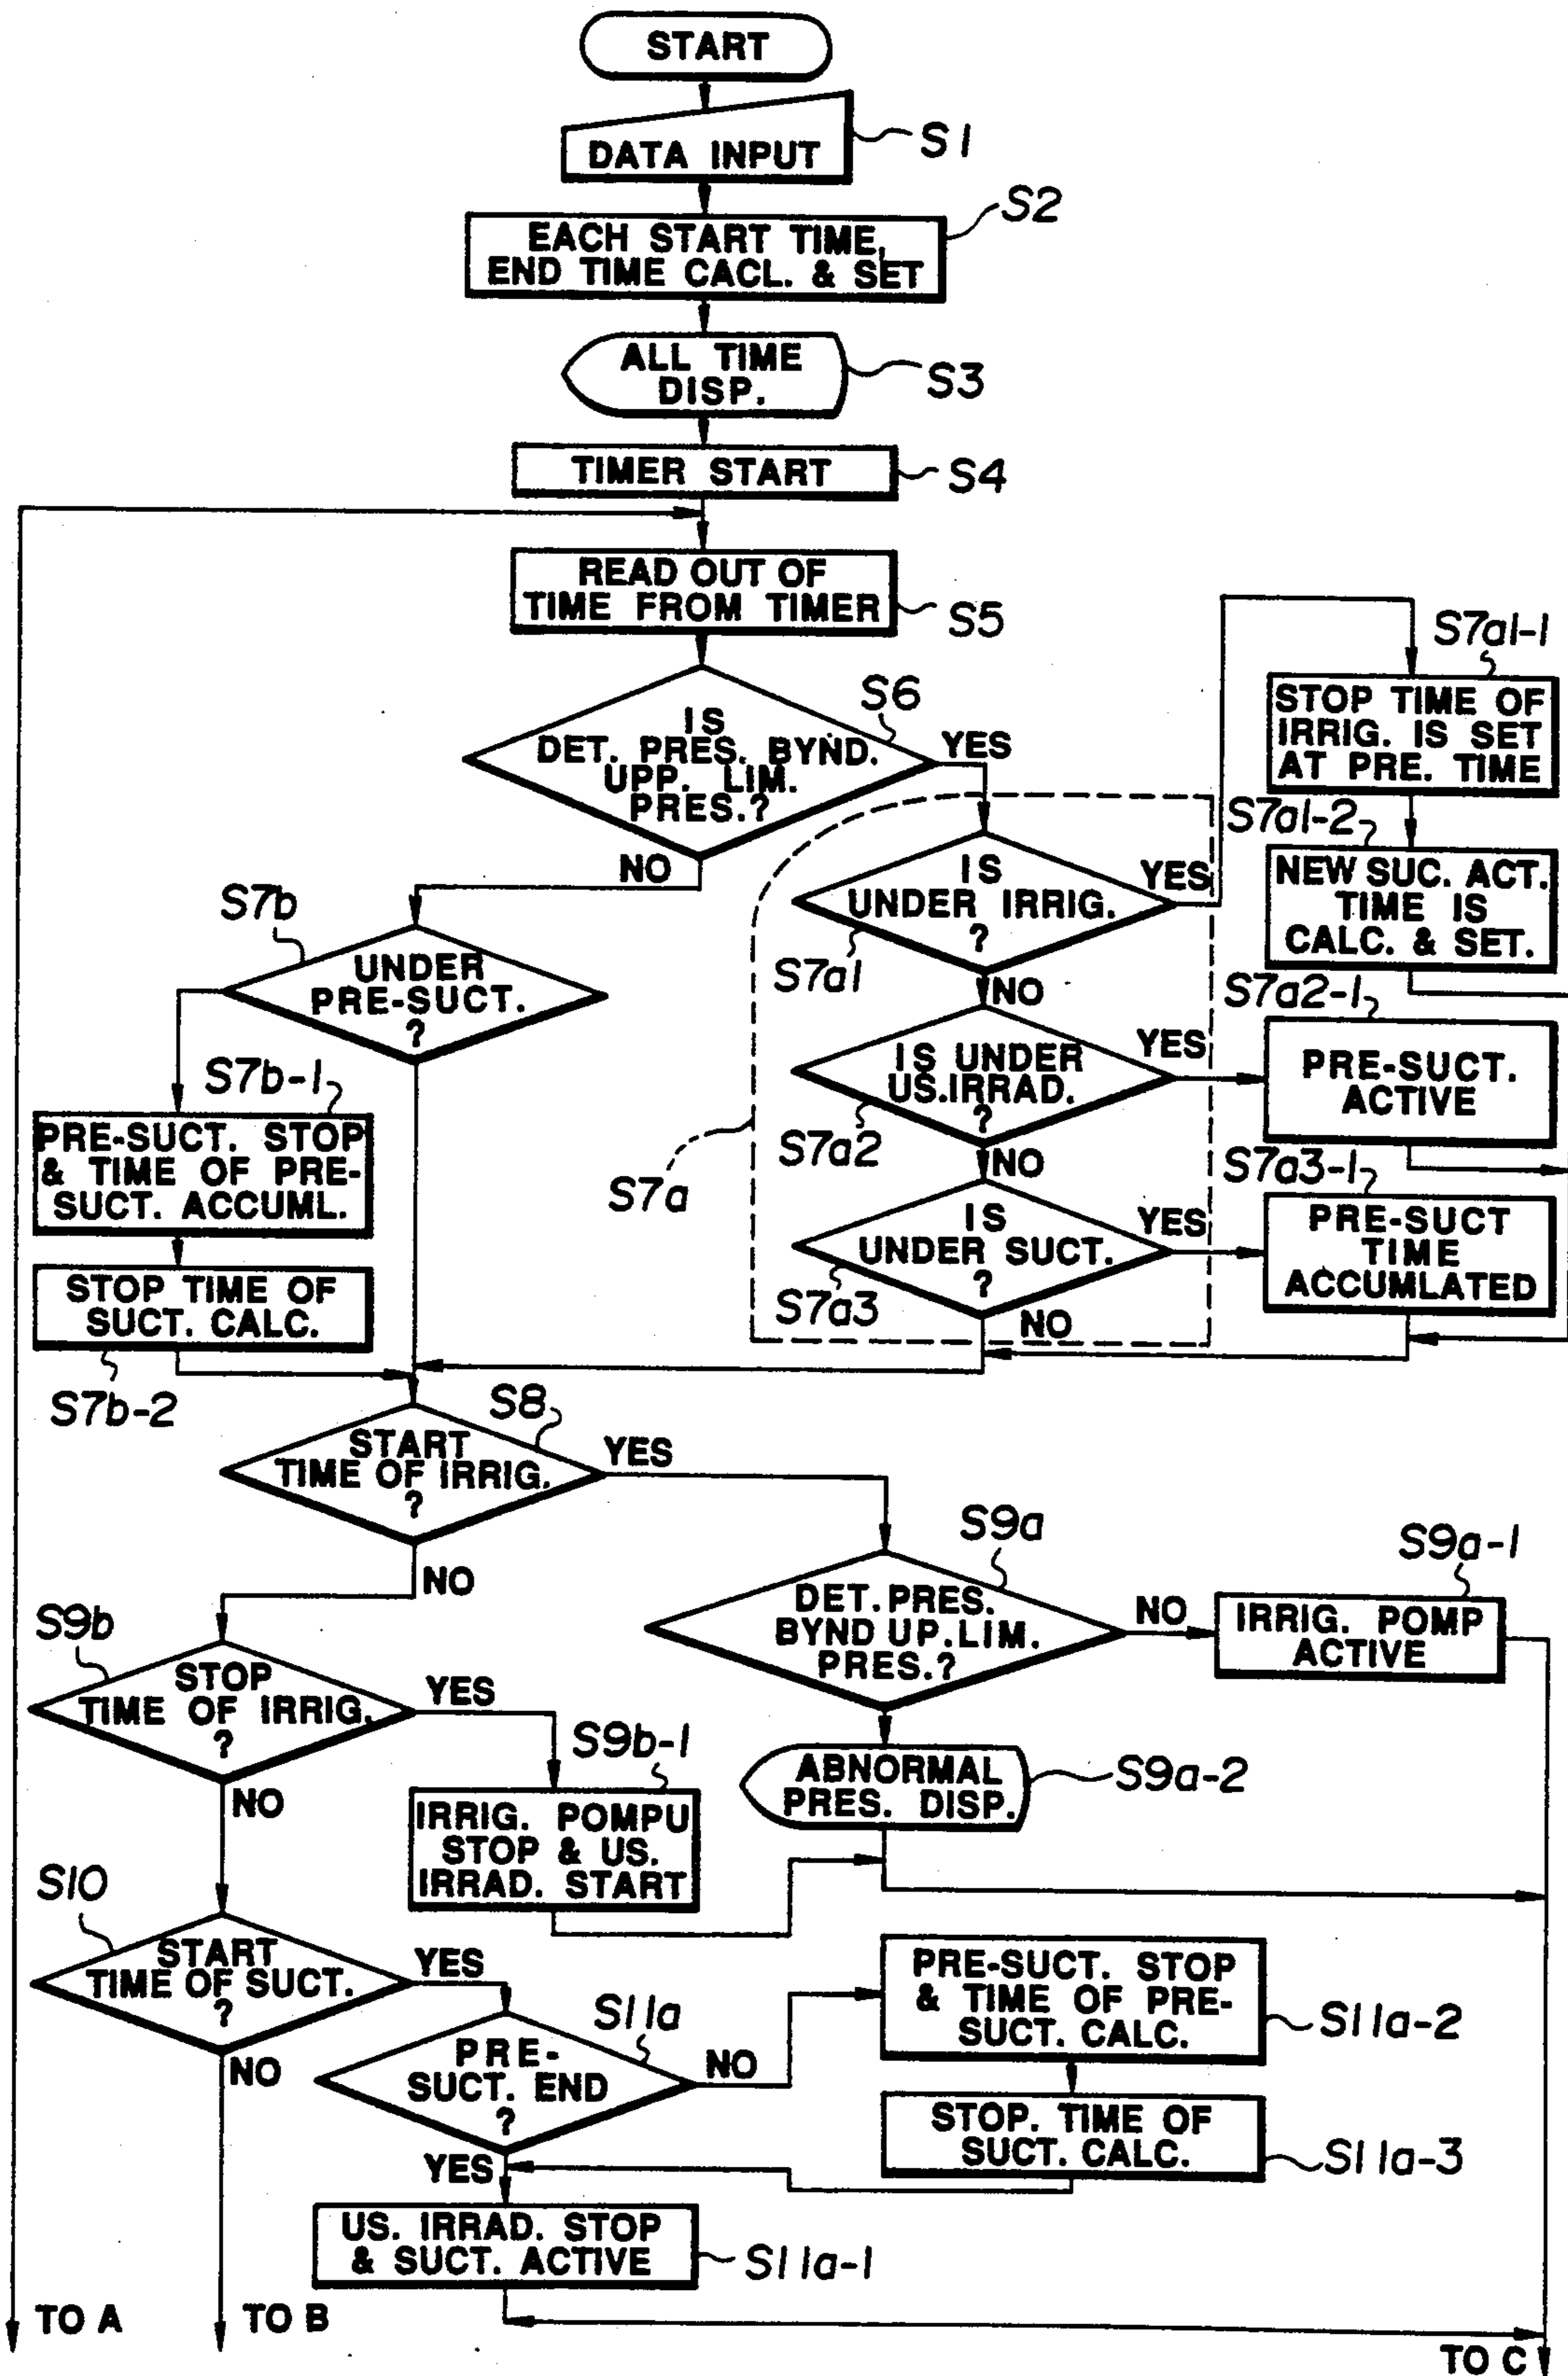 START
DATA INPUT
S1
EACH START TIME,
END TIME CACL. & SET
S2
ALL TIME
DISP.
S3
TIMER START
S4
READ OUT OF
TIME FROM TIMER
S5
IS
DET. PRES. BYND.
UPP. LIM.
PRES.?
S6
YES
NO
S7a1-1
STOP TIME OF
IRRIG. IS SET
AT PRE. TIME
S7a1-2
NEW SUC. ACT.
TIME IS
CALC. & SET.
IS
UNDER IRRIG.
?
YES
S7a1
NO
S7b
UNDER
PRE-SUCT.
?
S7a2-1
PRE-SUCT.
ACTIVE
IS UNDER
US.IRRAD.
?
YES
S7a2
NO
S7b-1
PRE-SUCT. STOP
& TIME OF PRE-
SUCT. ACCUML.
S7a
S7a3-1
PRE-SUCT
TIME
ACCUMLATED
IS
UNDER SUCT.
?
YES
S7a3
NO
STOP TIME OF
SUCT. CALC.
S7b-2
S8
START
TIME OF IRRIG.
?
YES
NO
S9a
DET. PRES.
BYND UP. LIM.
PRES.?
NO
S9a-1
IRRIG. POMP
ACTIVE
S9b
STOP
TIME OF IRRIG.
?
YES
NO
S9b-1
IRRIG. POMPU
STOP & US.
IRRAD. START
ABNORMAL
PRES. DISP.
S9a-2
S10
START
TIME OF SUCT.
?
YES
NO
S11a
PRE-
SUCT. END
?
NO
YES
PRE-SUCT. STOP
& TIME OF PRE-
SUCT. CALC.
S11a-2
STOP. TIME OF
SUCT. CALC.
S11a-3
US. IRRAD. STOP
& SUCT. ACTIVE
S11a-1
TO A
TO B
TO C